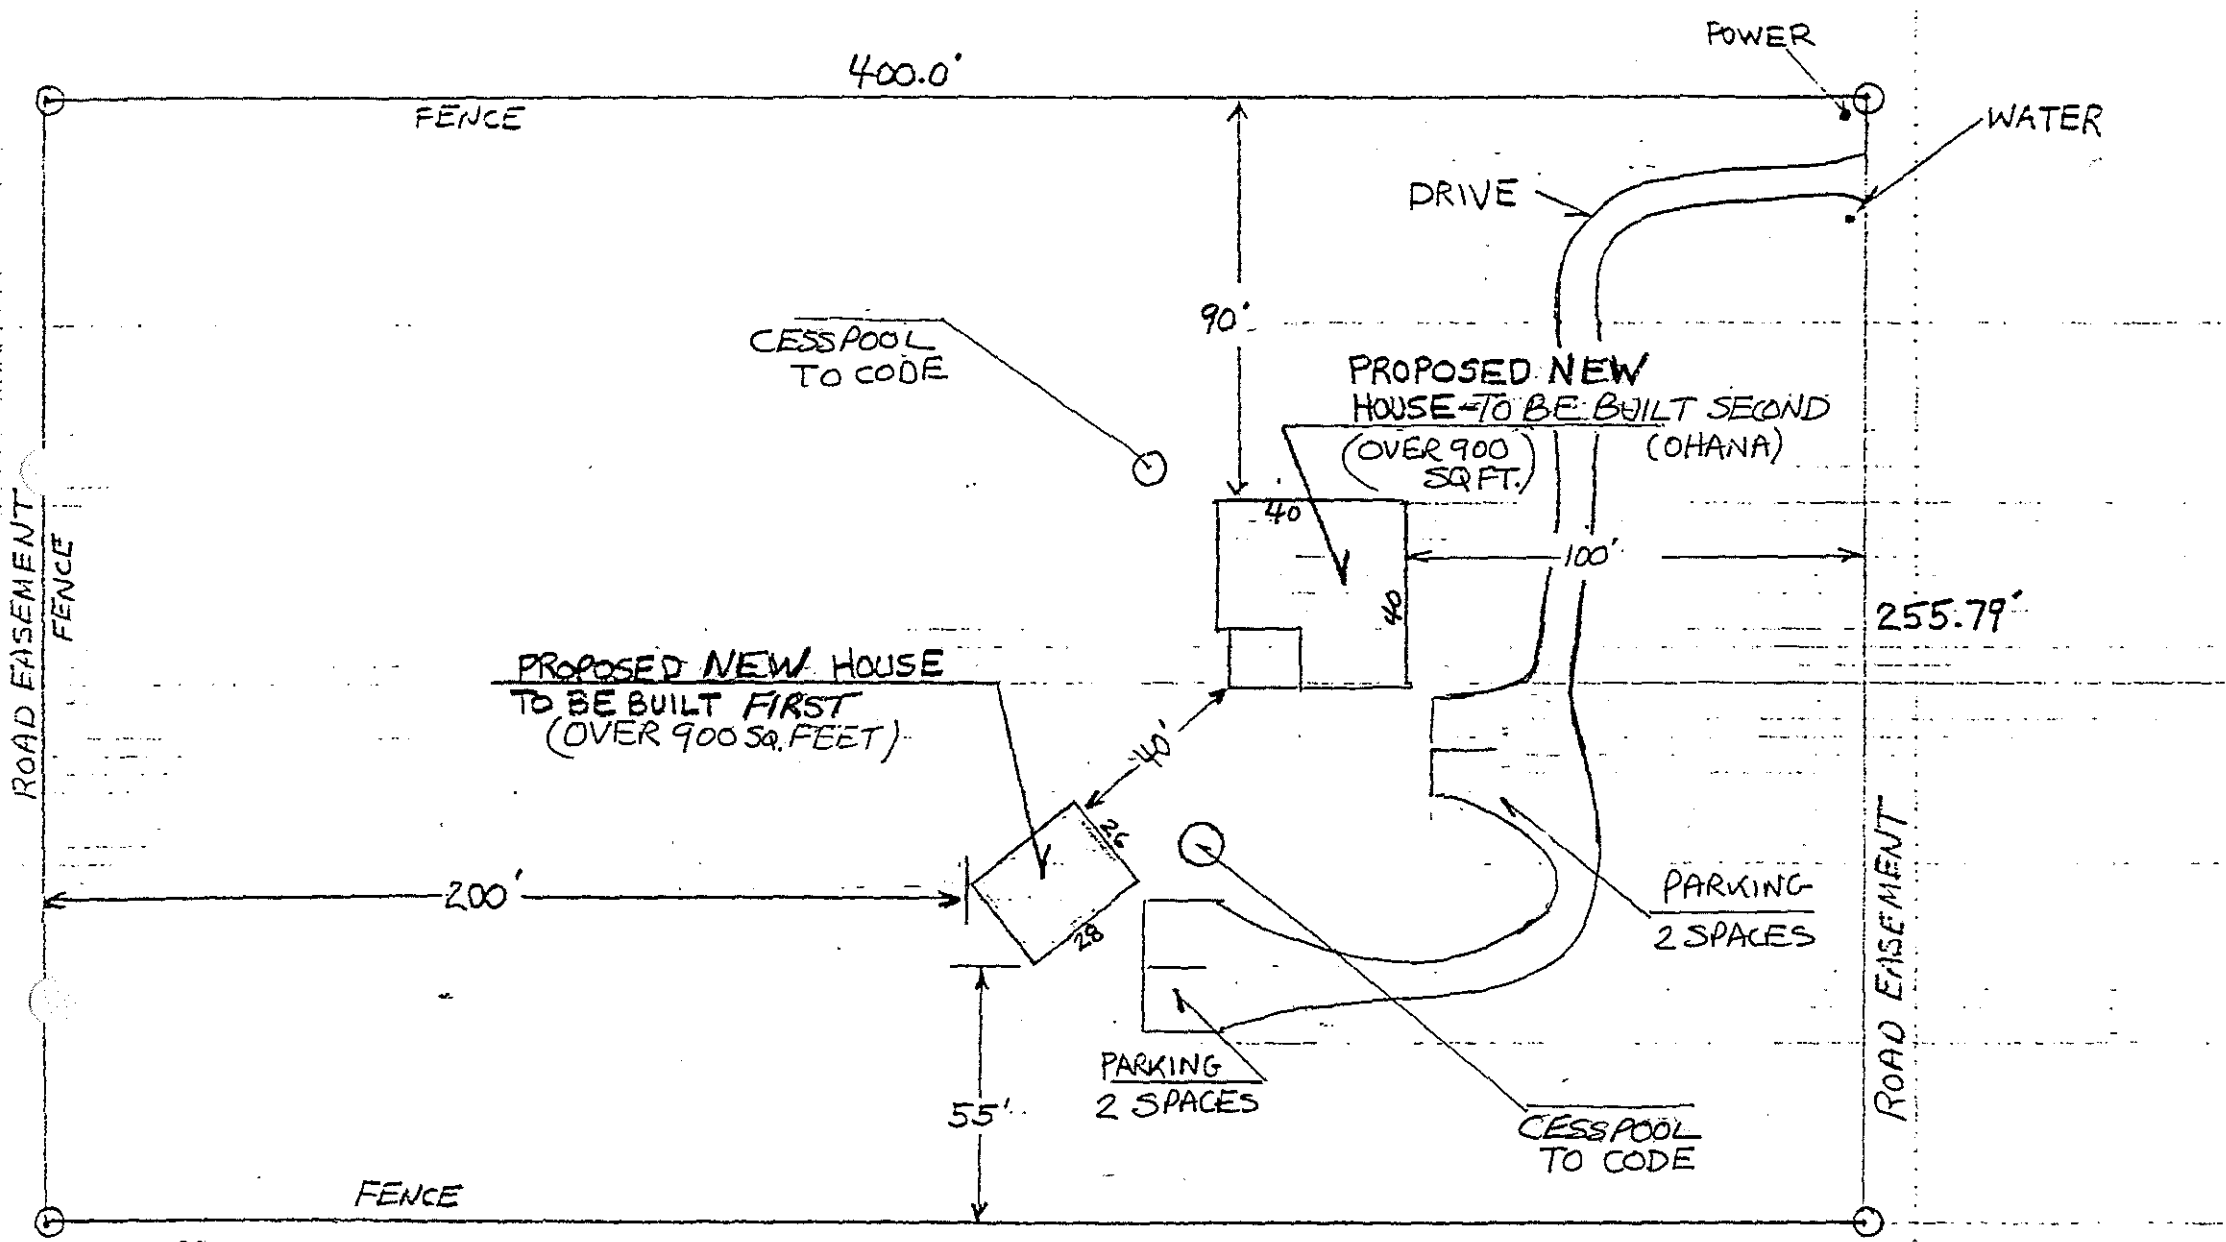 POWER
400.0'
FENCE
WATER
DRIVE
90'
CESSPOOL
TO CODE
PROPOSED NEW
HOUSE-TO BE BUILT SECOND
(OVER 900
SQ FT.)
(OHANA)
40
100'
40
255.79'
ROAD EASEMENT
FENCE
PROPOSED NEW HOUSE
TO BE BUILT FIRST
(OVER 900 SQ. FEET)
40'
26
28
200'
PARKING
2 SPACES
ROAD EASEMENT
PARKING
2 SPACES
55'
CESSPOOL
TO CODE
FENCE